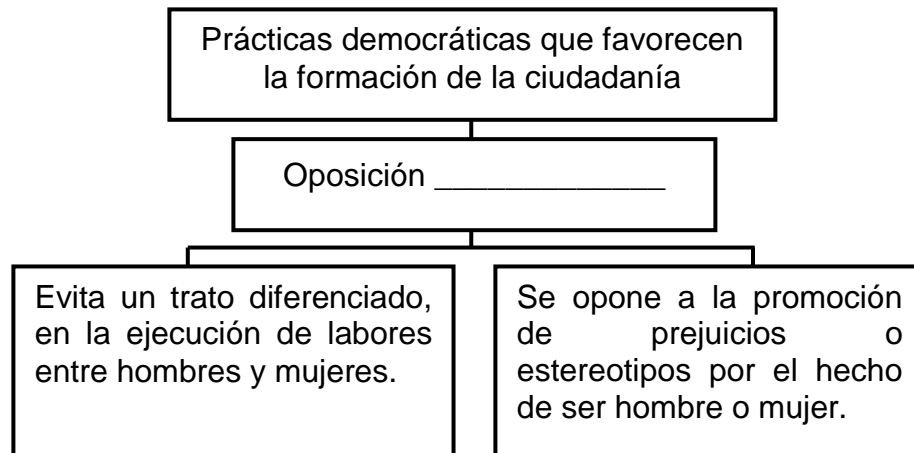 Prácticas democráticas que favorecen
la formación de la ciudadanía
Oposición _____________
Evita un trato diferenciado,
en la ejecución de labores
entre hombres y mujeres.
Se opone a la promoción
de prejuicios o
estereotipos por el hecho
de ser hombre o mujer.